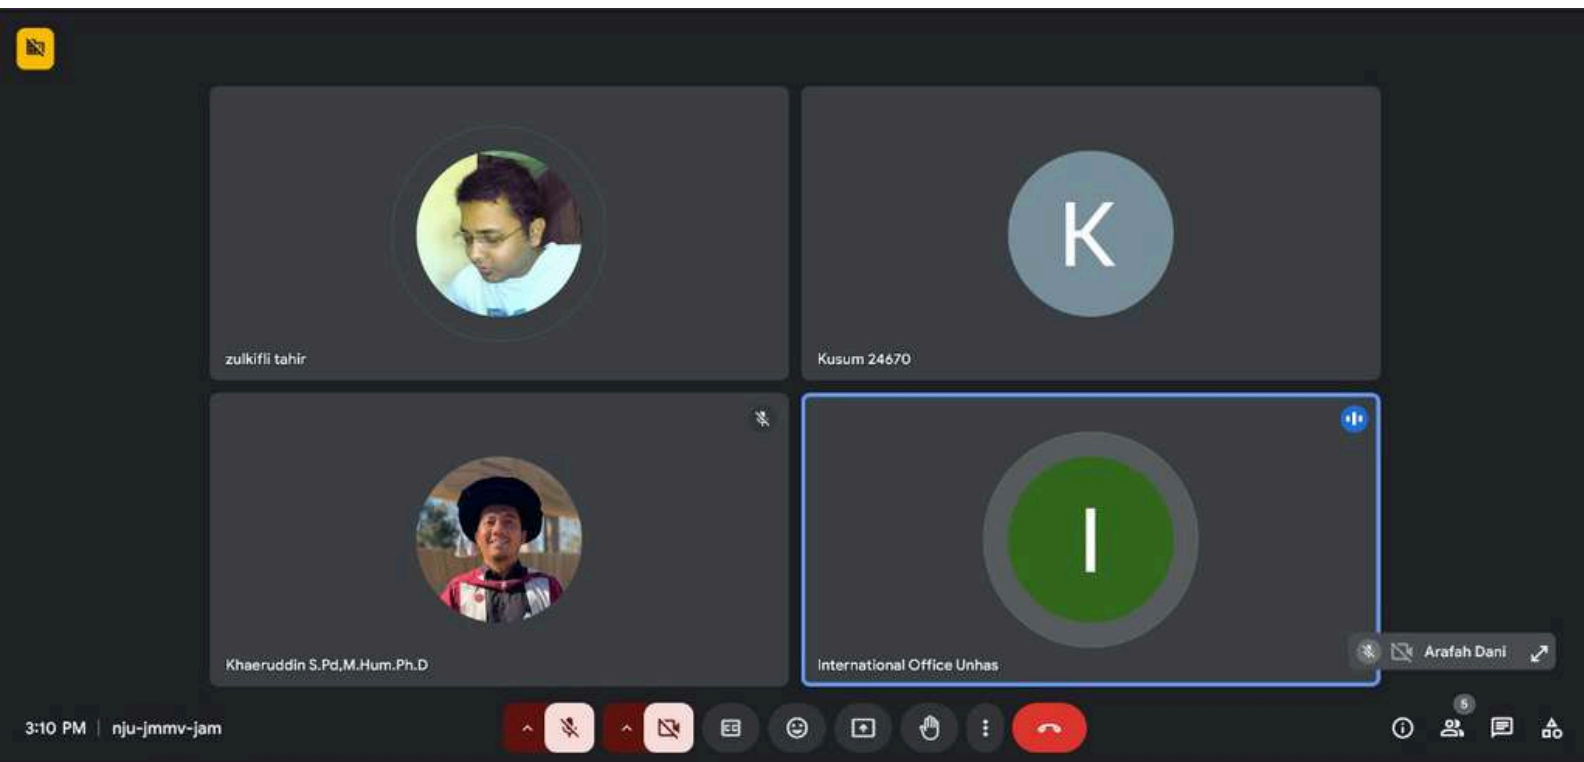 K
zulkifli tahir
Kusum 24670
I
Khaeruddin S.Pd,M.Hum.Ph.D
International Office Unhas
Arafah Dani
3:10 PM | nju-jmmv-jam
CC
5